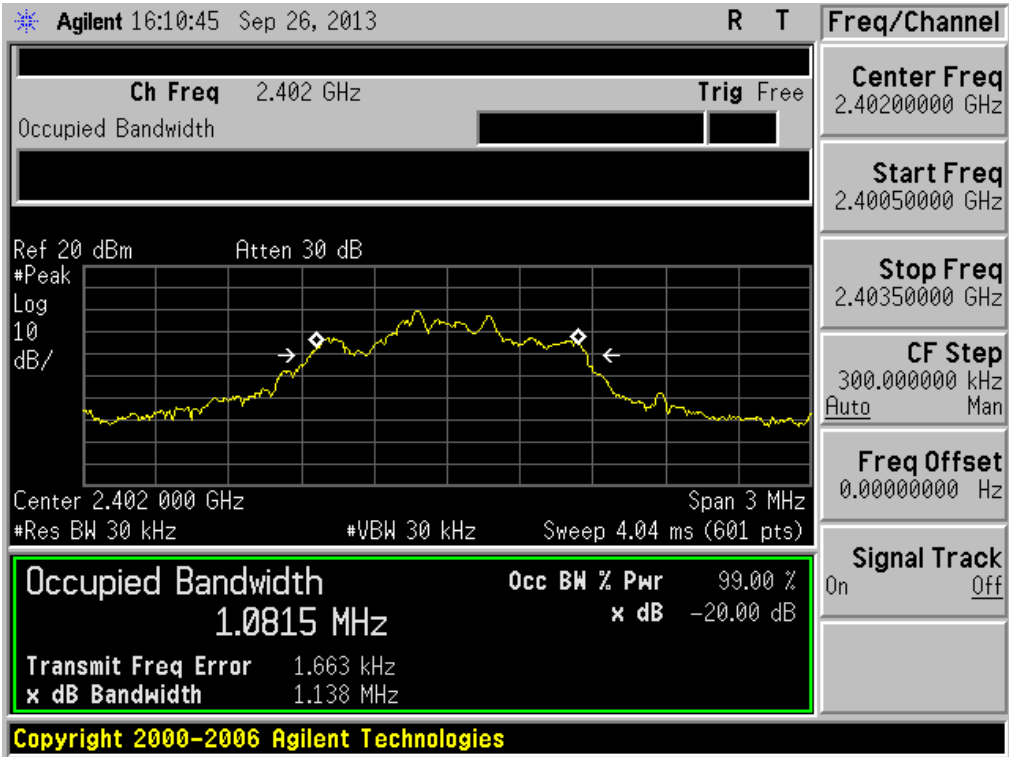 Agilent 16:10:45 Sep 26, 2013 R T
Freq/Channel
Ch Freq 2.402 GHz Trig Free
Occupied Bandwidth
Center Freq
2.40200000 GHz
Start Freq
2.40050000 GHz
Stop Freq
2.40350000 GHz
CF Step
300.000000 kHz
Auto Man
Freq Offset
0.00000000 Hz
Signal Track
On Off
Ref 20 dBm Atten 30 dB
#Peak
Log
10
dB/
Center 2.402 000 GHz Span 3 MHz
#Res BW 30 kHz #VBW 30 kHz Sweep 4.04 ms (601 pts)
Occupied Bandwidth
1.0815 MHz
Occ BW % Pwr 99.00 %
x dB -20.00 dB
Transmit Freq Error 1.663 kHz
x dB Bandwidth 1.138 MHz
Copyright 2000-2006 Agilent Technologies